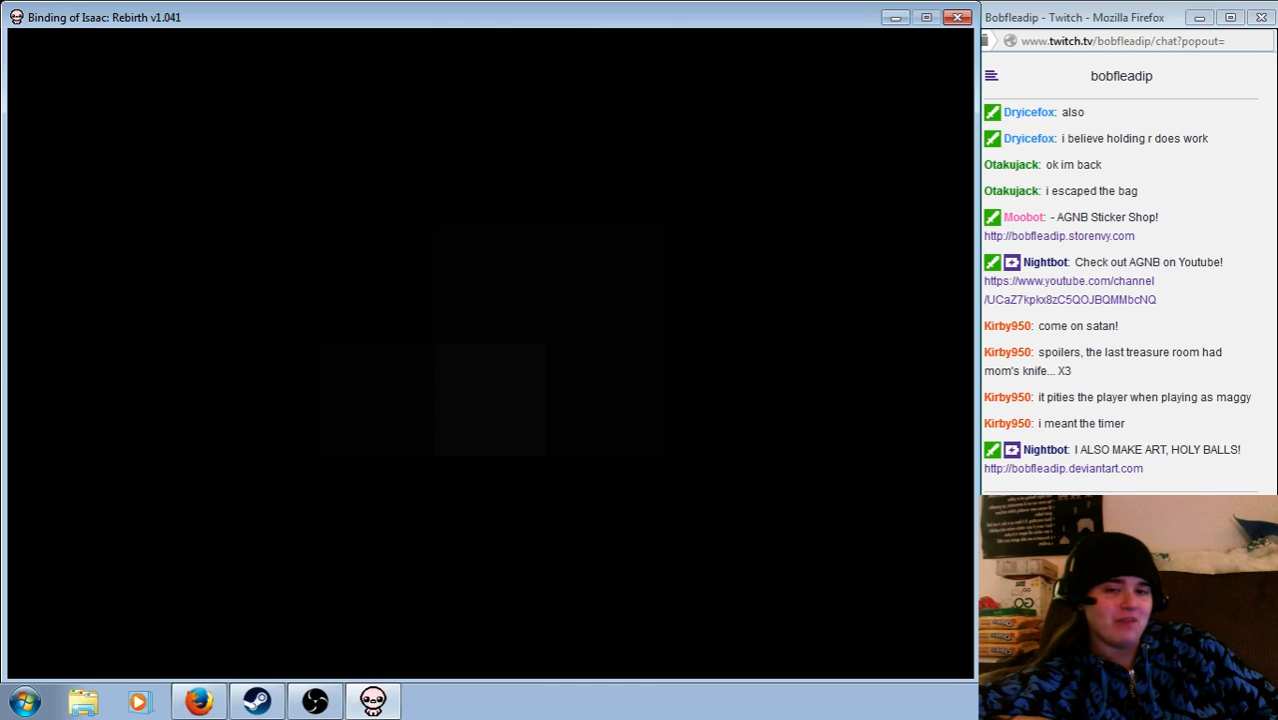 Binding of Isaac: Rebirth v1.041
Bobfleadip - Twitch - Mozilla Firefox
www.twitch.tv/bobfleadip/chat?popout=
bobfleadip
Dryicefox: also
Dryicefox: i believe holding r does work
Otakujack: ok im back
Otakujack: i escaped the bag
Moobot: - AGNB Sticker Shop!
http://bobfleadip.storenvy.com
Nightbot: Check out AGNB on Youtube!
https://www.youtube.com/channel
/UCaZ7kpkx8zC5QOJBQMMbcNQ
Kirby950: come on satan!
Kirby950: spoilers, the last treasure room had
mom's knife... X3
Kirby950: it pities the player when playing as maggy
Kirby950: i meant the timer
Nightbot: I ALSO MAKE ART, HOLY BALLS!
http://bobfleadip.deviantart.com